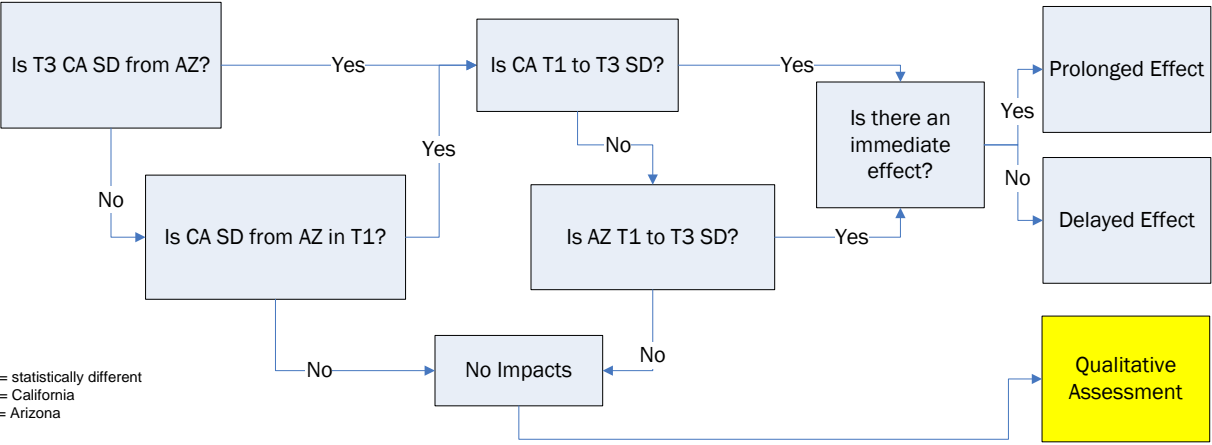 Is T3 CA SD from AZ?
Yes
Is CA T1 to T3 SD?
Yes
Prolonged Effect
Is there an
immediate
effect?
Yes
No
No
Yes
No
Is CA SD from AZ in T1?
Is AZ T1 to T3 SD?
Yes
Delayed Effect
No
No
No Impacts
Qualitative
Assessment
= statistically different
= California
= Arizona